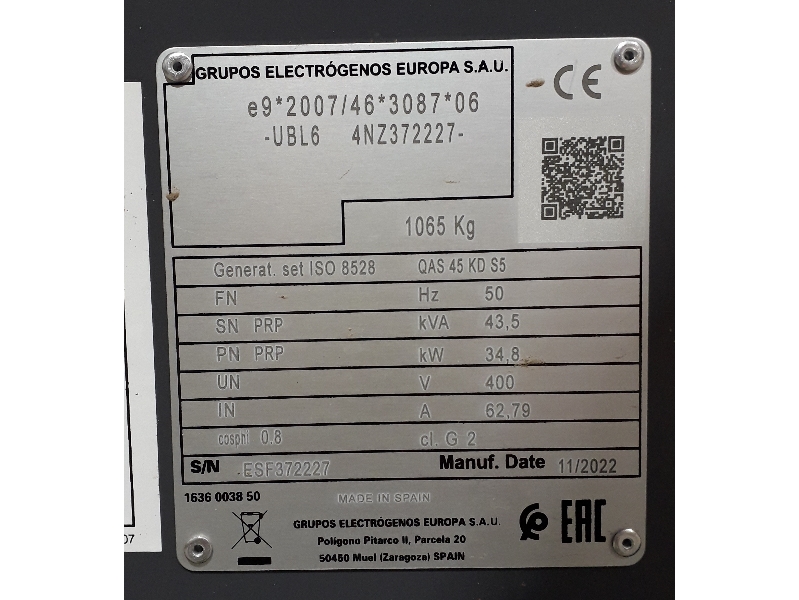 GRUPOS ELECTRÓGENOS EUROPA S.A.U.
CE
e9*2007/46*3087*06
-UBL6 4NZ372227-
1065 Kg
Generat. set ISO 8528 QAS 45 KD S5
FN Hz 50
SN PRP kVA 43,5
PN PRP kW 34,8
UN V 400
IN A 62,79
cosphi 0.8 cl. G 2
S/N -ESF372227 Manuf. Date 11/2022
1636 0038 50 MADE IN SPAIN
GRUPOS ELECTRÓGENOS EUROPA S.A.U.
Polígono Pitarco II, Parcela 20
50450 Muel (Zaragoza) SPAIN
EAC
07